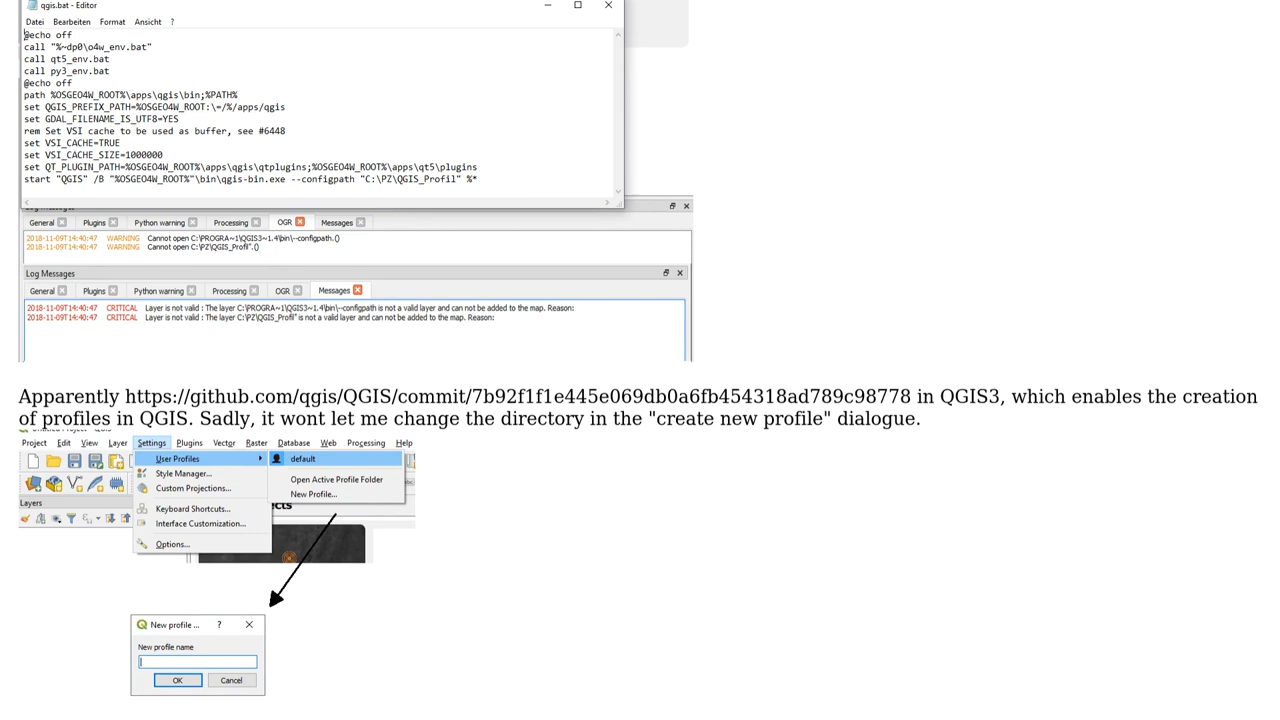 qgis.bat - Editor
Datei Bearbeiten Format Ansicht ?
@echo off
call "%~dp0\o4w_env.bat"
call qt5_env.bat
call py3_env.bat
@echo off
path %OSGEO4W_ROOT%\apps\qgis\bin;%PATH%
set QGIS_PREFIX_PATH=%OSGEO4W_ROOT:\=/%/apps/qgis
set GDAL_FILENAME_IS_UTF8=YES
rem Set VSI cache to be used as buffer, see #6448
set VSI_CACHE=TRUE
set VSI_CACHE_SIZE=1000000
set QT_PLUGIN_PATH=%OSGEO4W_ROOT%\apps\qgis\qtplugins;%OSGEO4W_ROOT%\apps\qt5\plugins
start "QGIS" /B "%OSGEO4W_ROOT%"\bin\qgis-bin.exe --configpath "C:\PZ\QGIS_Profil" %*
General Plugins Python warning Processing OGR Messages
2018-11-09T14:40:47 WARNING Cannot open C:\PROGRA~1\QGIS3~1.4\bin\--configpath.()
2018-11-09T14:40:47 WARNING Cannot open C:\PZ\QGIS_Profil".()
Log Messages
General Plugins Python warning Processing OGR Messages
2018-11-09T14:40:47 CRITICAL Layer is not valid : The layer C:\PROGRA~1\QGIS3~1.4\bin\--configpath is not a valid layer and can not be added to the map. Reason:
2018-11-09T14:40:47 CRITICAL Layer is not valid : The layer C:\PZ\QGIS_Profil" is not a valid layer and can not be added to the map. Reason:
Apparently https://github.com/qgis/QGIS/commit/7b92f1f1e445e069db0a6fb454318ad789c98778 in QGIS3, which enables the creation
of profiles in QGIS. Sadly, it wont let me change the directory in the "create new profile" dialogue.
Project Edit View Layer Settings Plugins Vector Raster Database Web Processing Help
User Profiles default
Style Manager...
Open Active Profile Folder
Custom Projections...
New Profile...
Layers
Keyboard Shortcuts...
Interface Customization...
Options...
New profile ... ?
New profile name
OK Cancel